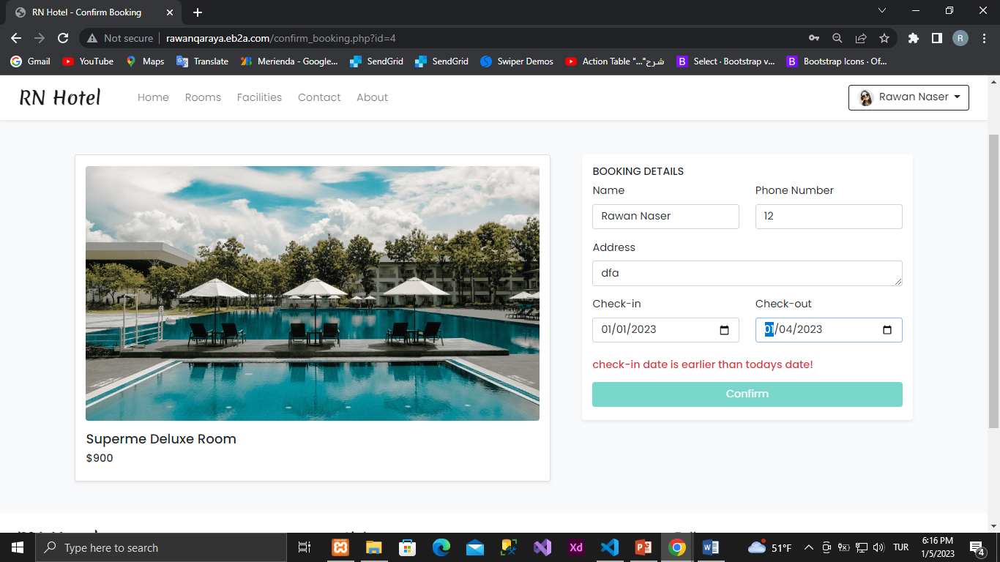 RN Hotel - Confirm Booking
Not secure rawanqaraya.eb2a.com/confirm_booking.php?id=4 R
Gmail YouTube Maps Translate Merienda - Google... SendGrid SendGrid Swiper Demos Action Table "..."شرح B Select · Bootstrap v... B Bootstrap Icons · Of...
RN Hotel Home Rooms Facilities Contact About Rawan Naser
BOOKING DETAILS
Name Phone Number
Rawan Naser 12
Address
dfa
Check-in Check-out
01/01/2023 01/04/2023
check-in date is earlier than todays date!
Confirm
Superme Deluxe Room
$900
Type here to search Xd 51°F TUR 6:16 PM
1/5/2023 4